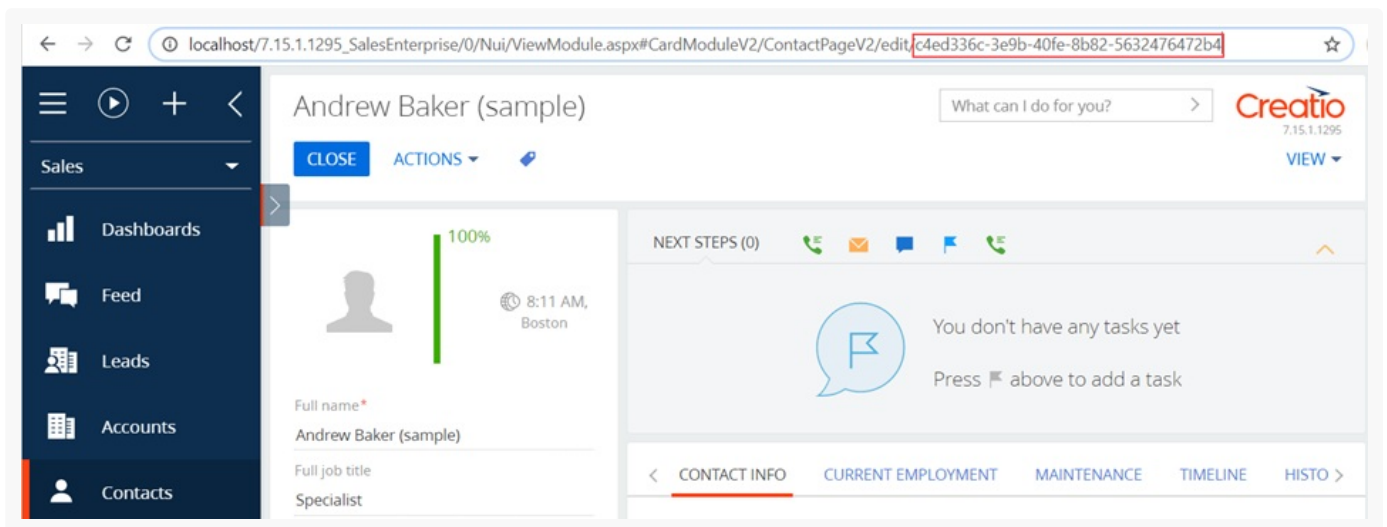 localhost/7.15.1.1295_SalesEnterprise/0/Nui/ViewModule.aspx#CardModuleV2/ContactPageV2/edit/c4ed336c-3e9b-40fe-8b82-5632476472b4
Andrew Baker (sample)
What can I do for you?
Creatio
7.15.1.1295
Sales
CLOSE
ACTIONS
VIEW
Dashboards
Feed
Leads
Accounts
Contacts
100%
8:11 AM,
Boston
Full name*
Andrew Baker (sample)
Full job title
Specialist
NEXT STEPS (0)
You don't have any tasks yet
Press above to add a task
CONTACT INFO
CURRENT EMPLOYMENT
MAINTENANCE
TIMELINE
HISTO